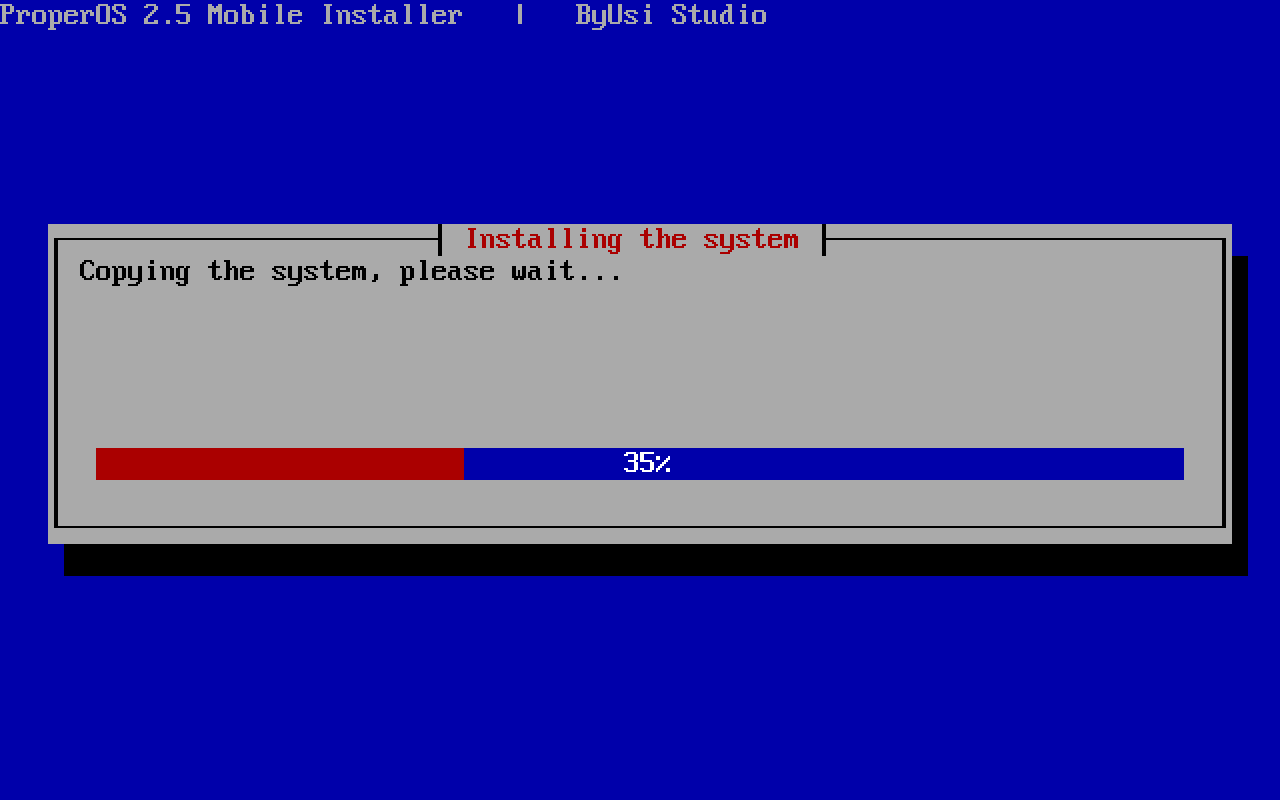 ProperOS 2.5 Mobile Installer | ByUsi Studio
Installing the system
Copying the system, please wait...
35%